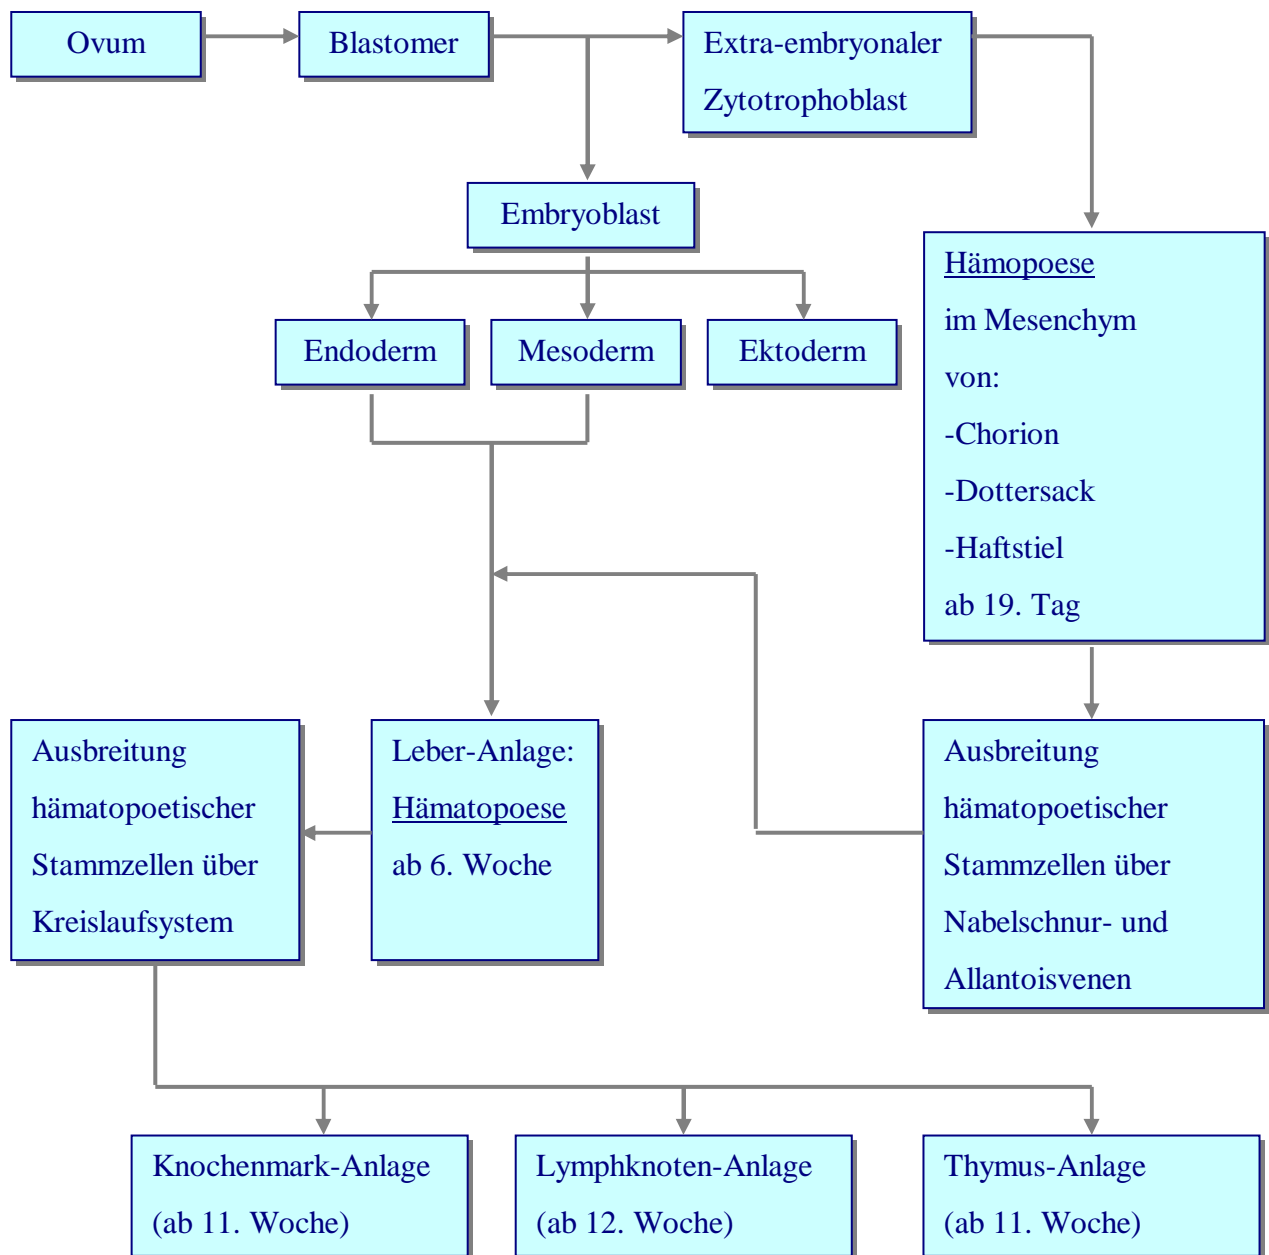 Ovum
Blastomer
Extra-embryonaler
Zytotrophoblast
Embryoblast
Hämopoese
im Mesenchym
von:
-Chorion
-Dottersack
-Haftstiel
ab 19. Tag
Endoderm
Mesoderm
Ektoderm
Ausbreitung
hämatopoetischer
Stammzellen über
Kreislaufsystem
Leber-Anlage:
Hämatopoese
ab 6. Woche
Ausbreitung
hämatopoetischer
Stammzellen über
Nabelschnur- und
Allantoisvenen
Knochenmark-Anlage
(ab 11. Woche)
Lymphknoten-Anlage
(ab 12. Woche)
Thymus-Anlage
(ab 11. Woche)